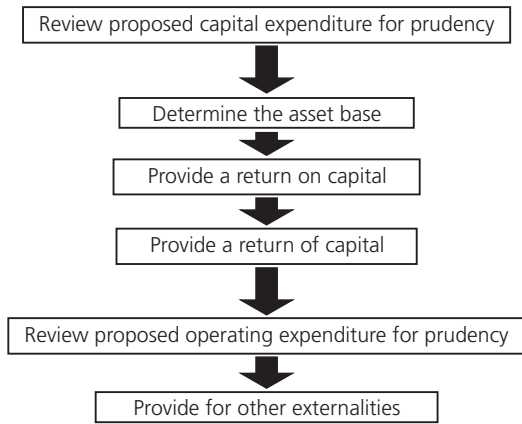 Review proposed capital expenditure for prudency
Determine the asset base
Provide a return on capital
Provide a return of capital
Review proposed operating expenditure for prudency
Provide for other externalities